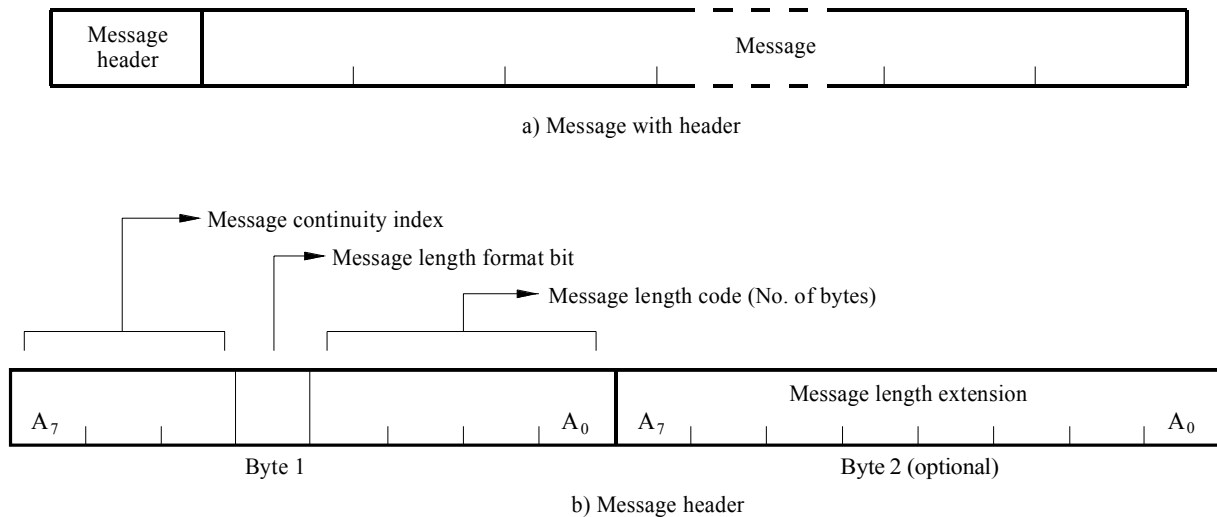 Message
header
Message
a) Message with header
Message continuity index
Message length format bit
Message length code (No. of bytes)
Message length extension
A₇ A₀ A₇ A₀
Byte 1 Byte 2 (optional)
b) Message header